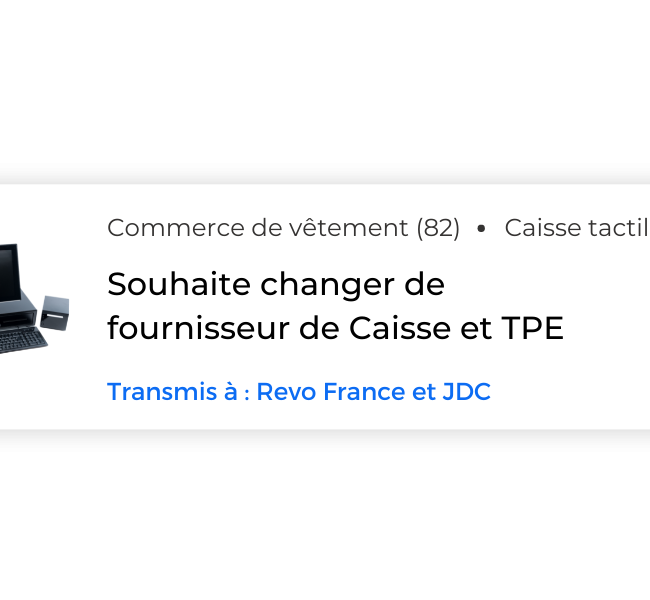 Commerce de vêtement (82) • Caisse tactil
Souhaite changer de
fournisseur de Caisse et TPE
Transmis à : Revo France et JDC